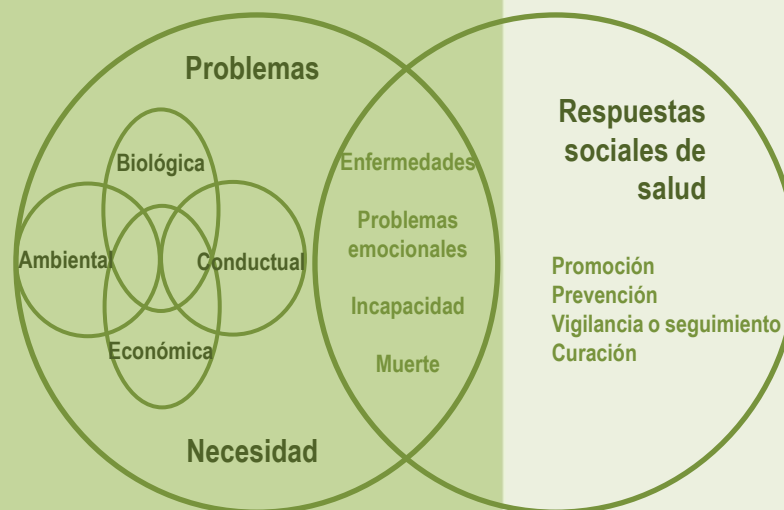 Problemas
Biológica
Ambiental
Conductual
Económica
Necesidad
Enfermedades
Problemas
emocionales
Incapacidad
Muerte
Respuestas
sociales de
salud
Promoción
Prevención
Vigilancia o seguimiento
Curación